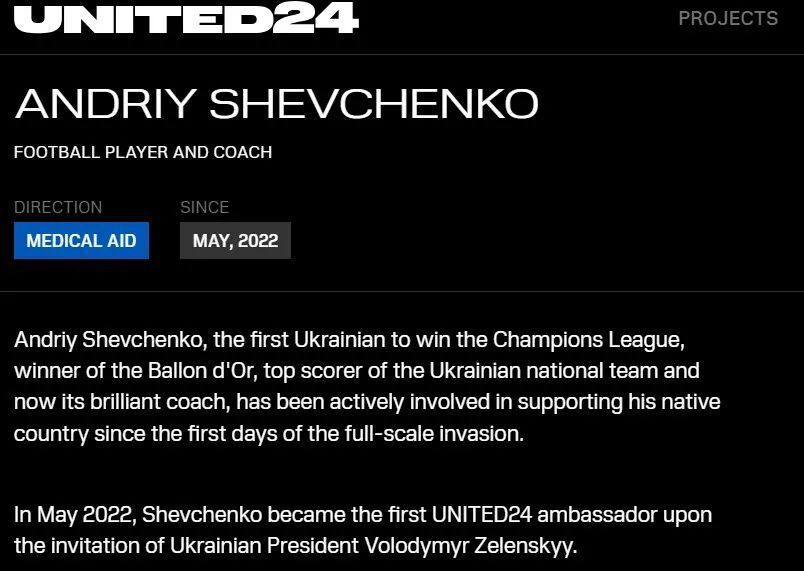 UNITED24
PROJECTS
ANDRIY SHEVCHENKO
FOOTBALL PLAYER AND COACH
DIRECTION
SINCE
MEDICAL AID
MAY, 2022
Andriy Shevchenko, the first Ukrainian to win the Champions League,
winner of the Ballon d'Or, top scorer of the Ukrainian national team and
now its brilliant coach, has been actively involved in supporting his native
country since the first days of the full-scale invasion.
In May 2022, Shevchenko became the first UNITED24 ambassador upon
the invitation of Ukrainian President Volodymyr Zelenskyy.